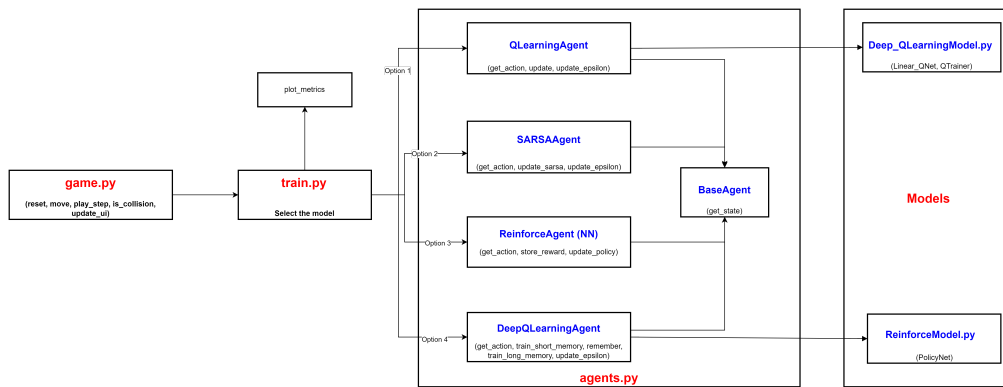 game.py
(reset, move, play_step, is_collision,
update_ui)
plot_metrics
train.py
Select the model
Option 1
Option 2
Option 3
Option 4
QLearningAgent
(get_action, update, update_epsilon)
SARSAAgent
(get_action, update_sarsa, update_epsilon)
ReinforceAgent (NN)
(get_action, store_reward, update_policy)
DeepQLearningAgent
(get_action, train_short_memory, remember,
train_long_memory, update_epsilon)
BaseAgent
(get_state)
agents.py
Deep_QLearningModel.py
(Linear_QNet, QTrainer)
Models
ReinforceModel.py
(PolicyNet)